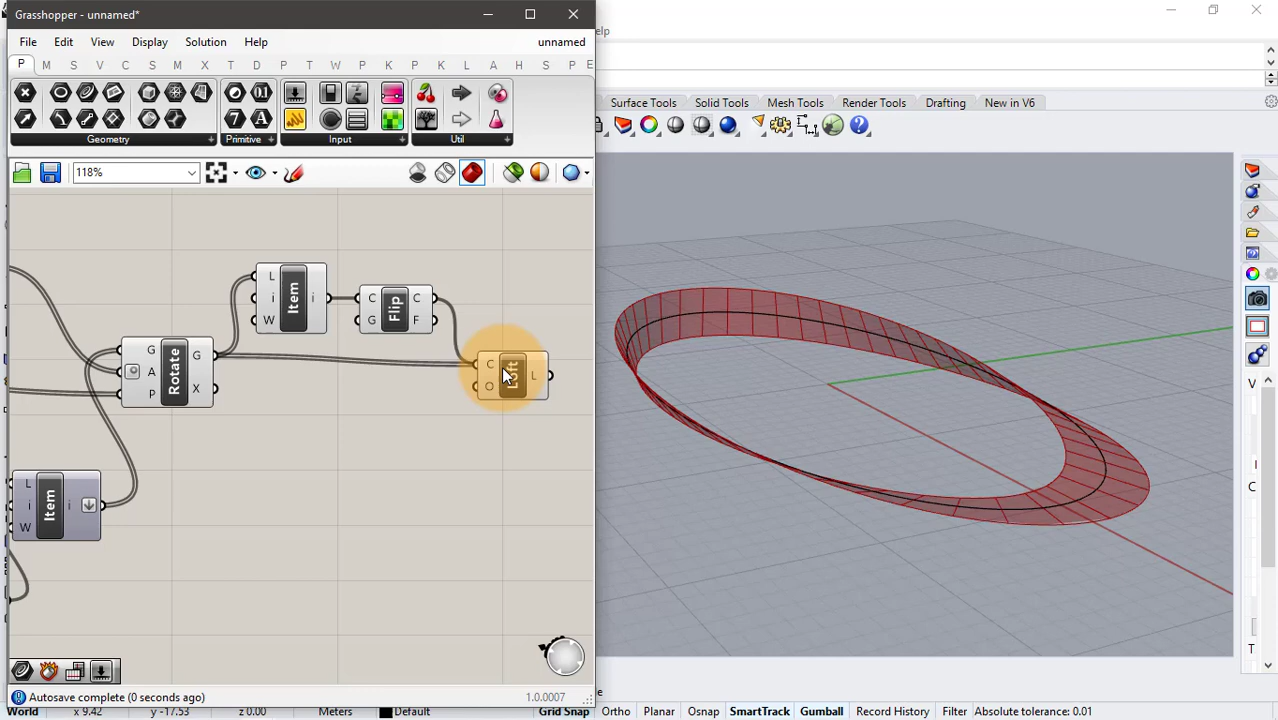 Grasshopper - unnamed*
File Edit View Display Solution Help unnamed
P M S V C S M X T D P T W P K P K L A H S P E
Geometry Primitive Input Util
118%
elp
Surface Tools Solid Tools Mesh Tools Render Tools Drafting New in V6
L i W Item i
C G Flip C F
G A P Rotate G X
C O Loft L
L i W Item i
V
C
T
Autosave complete (0 seconds ago) 1.0.0007
World x 9.42 y -17.53 z 0.00 Meters Default Grid Snap Ortho Planar Osnap SmartTrack Gumball Record History Filter Absolute tolerance: 0.01